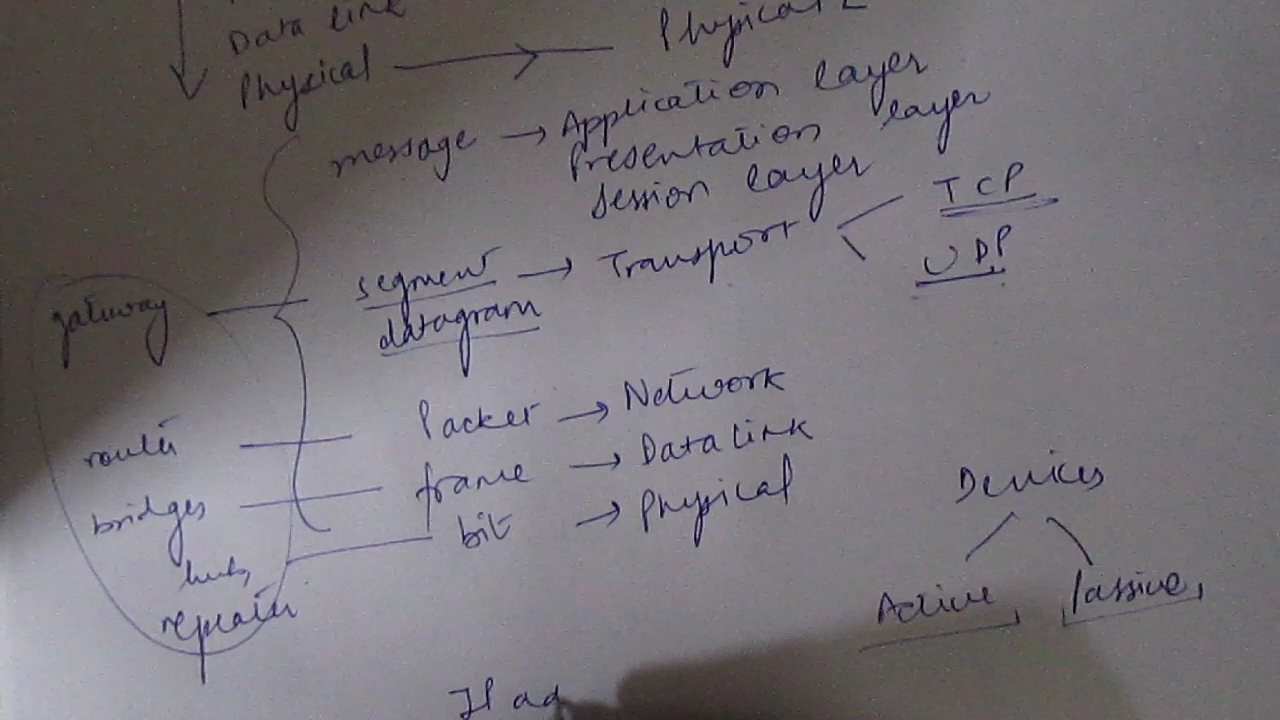 Data link
Physical → Physical
message → Application layer
Presentation layer
Session layer
segment → Transport TCP
datagram UDP
gateway
router Packet → Network
bridges frame → Data link
hub, bit → Physical
repeater
Devices
Active, Passive,